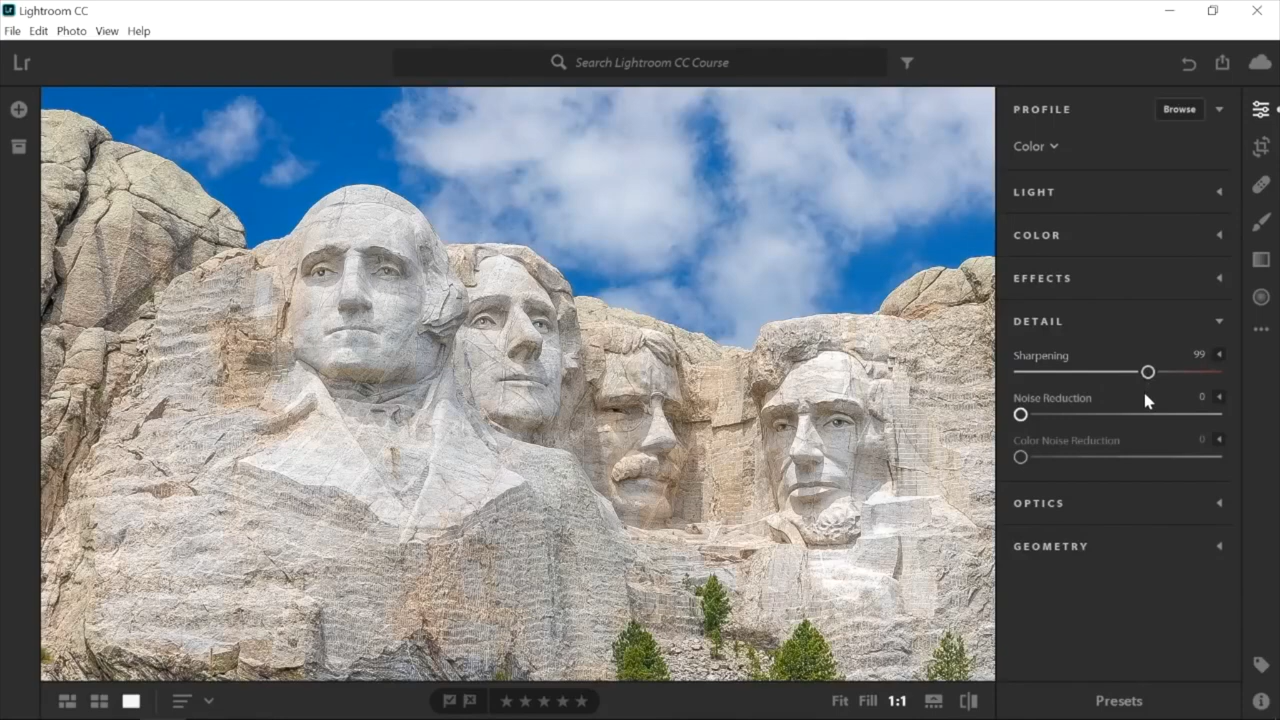 Lr Lightroom CC
File Edit Photo View Help
Lr Search Lightroom CC Course
PROFILE Browse
Color
LIGHT
COLOR
EFFECTS
DETAIL
Sharpening 99
Noise Reduction 0
Color Noise Reduction 0
OPTICS
GEOMETRY
Fit Fill 1:1 Presets